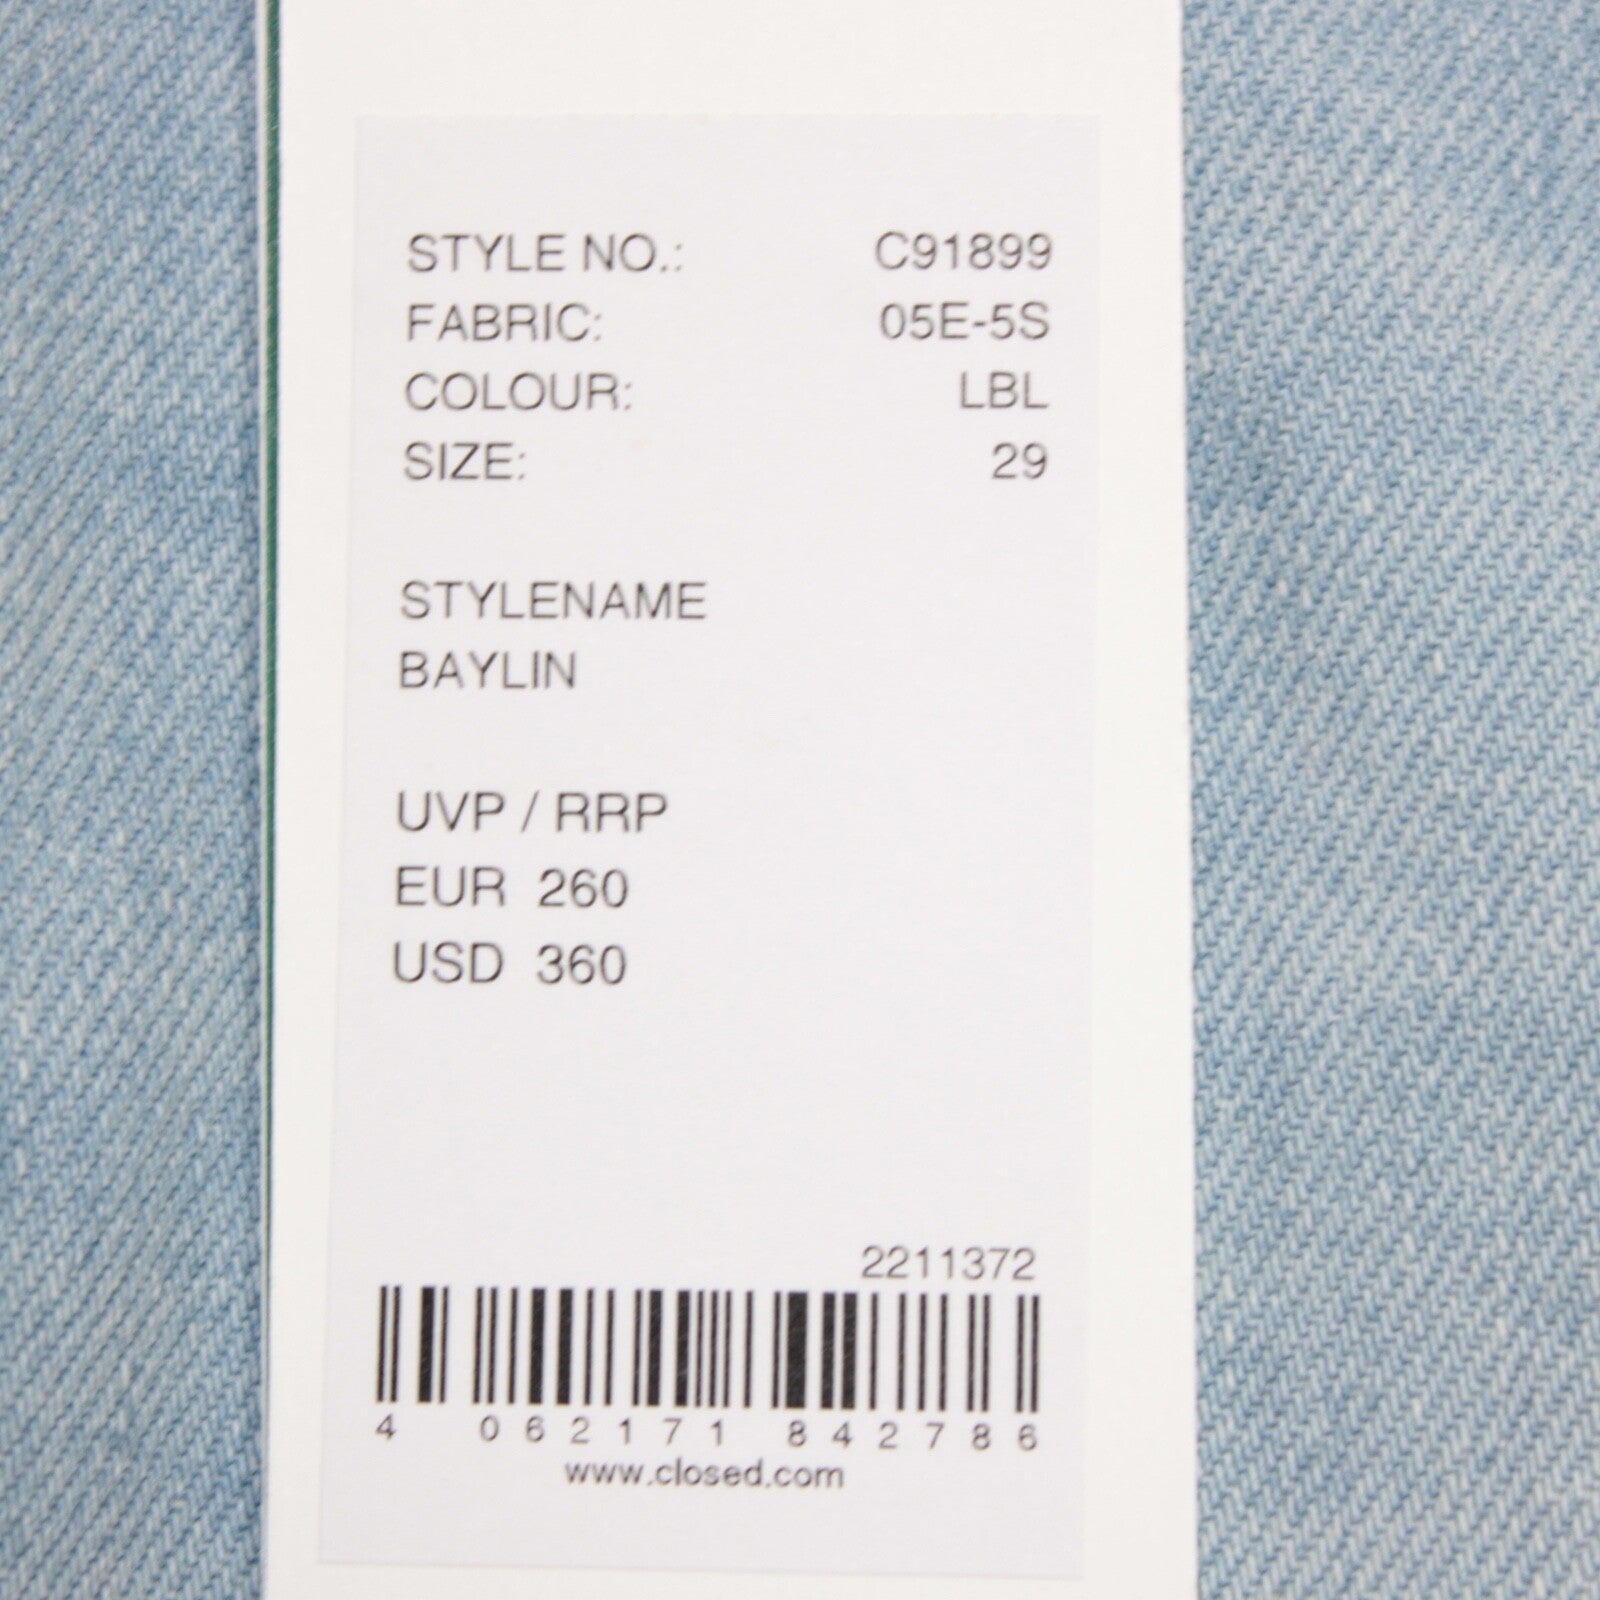 STYLE NO.: C91899
FABRIC: 05E-5S
COLOUR: LBL
SIZE: 29
STYLENAME
BAYLIN
UVP / RRP
EUR 260
USD 360
2211372
4 062171 842786
www.closed.com